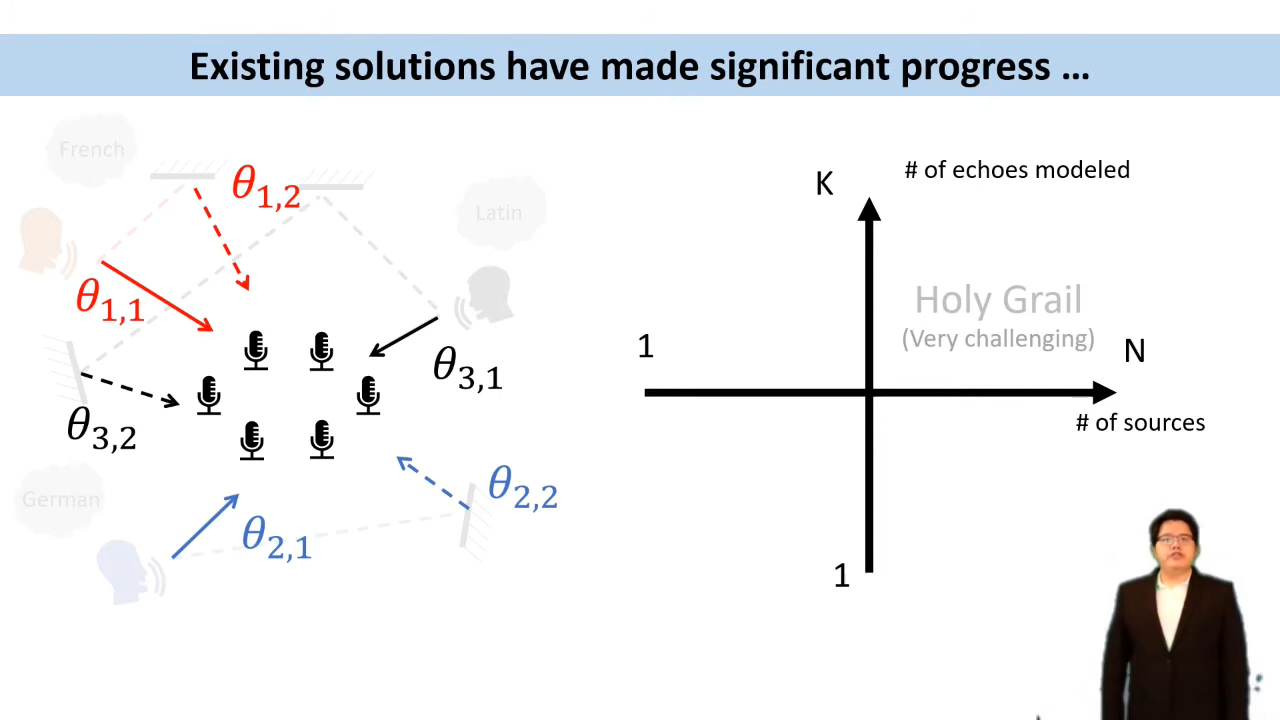 Existing solutions have made significant progress …
French
θ1,2
Latin
θ1,1
θ3,1
θ3,2
German
θ2,2
θ2,1
K
# of echoes modeled
Holy Grail
(Very challenging)
1
N
# of sources
1